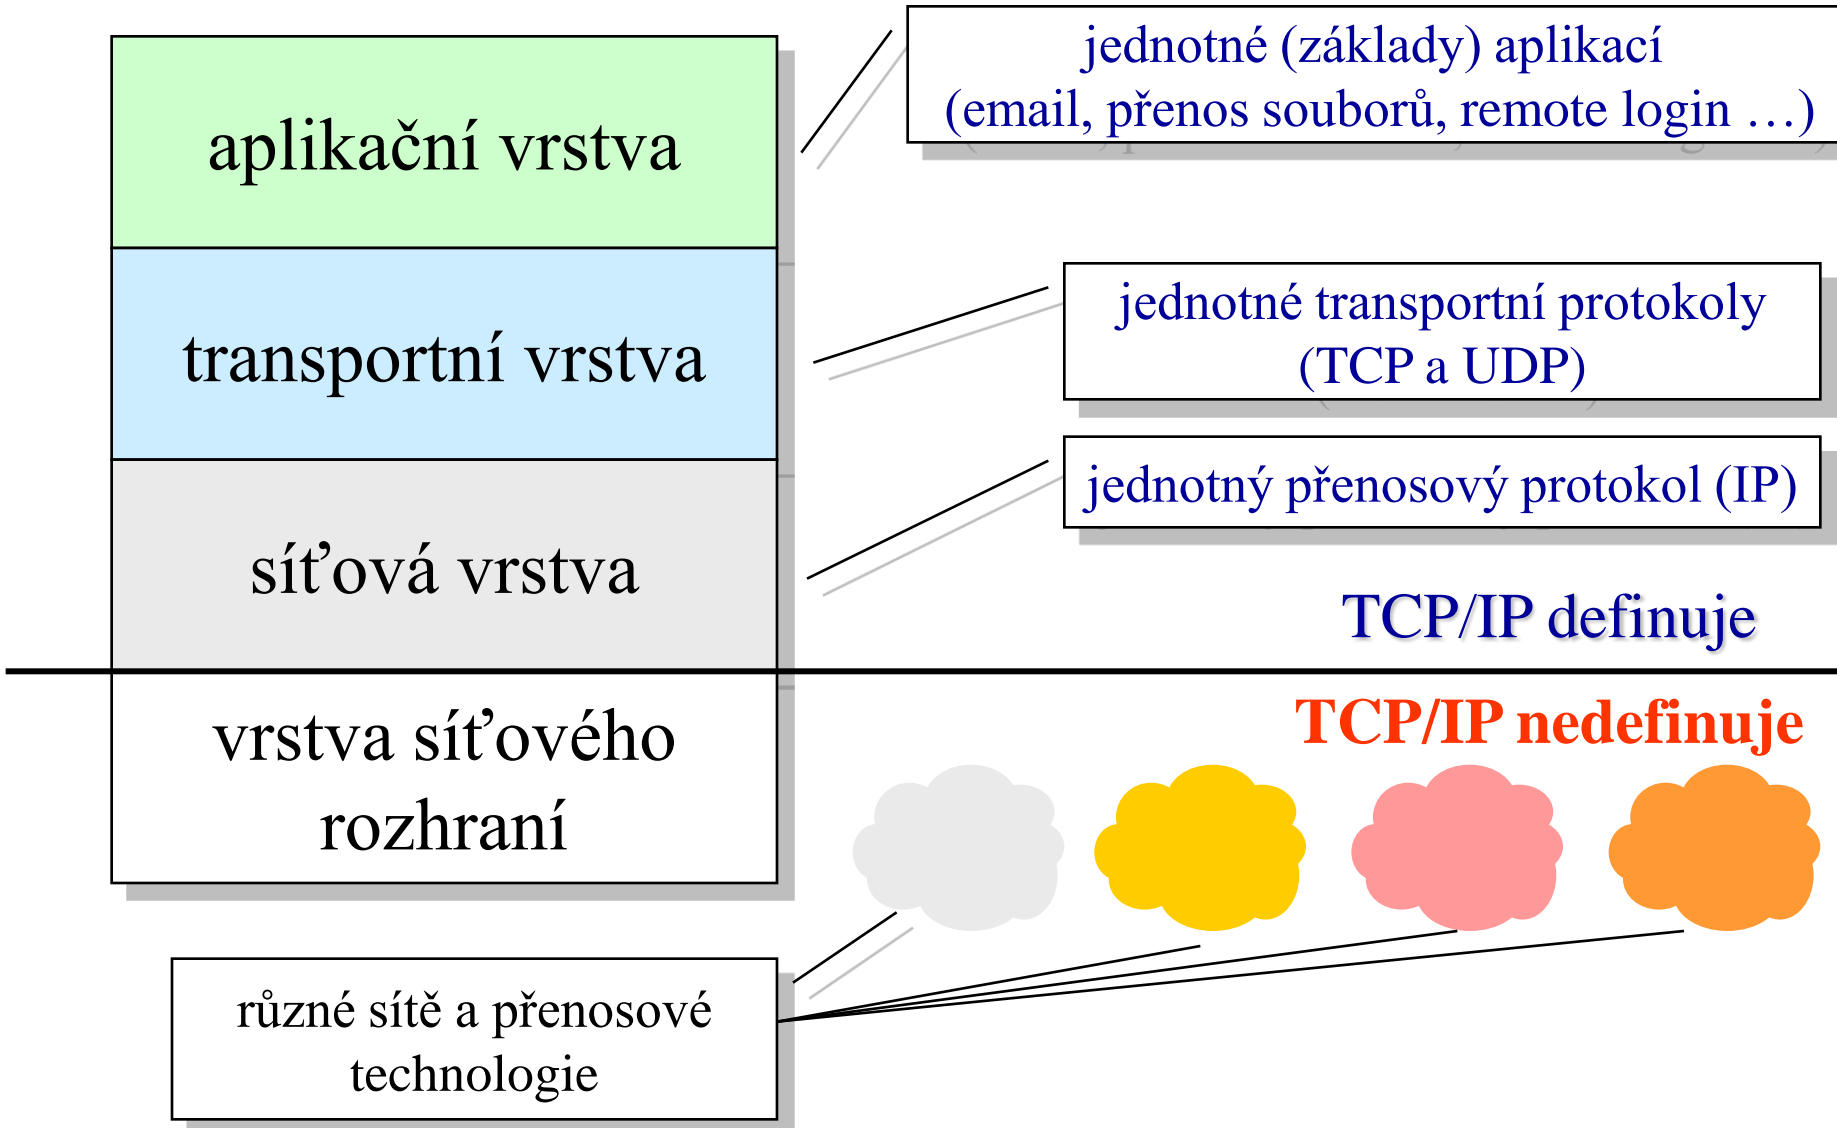 jednotné (základy) aplikací
(email, přenos souborů, remote login …)
aplikační vrstva
jednotné transportní protokoly
(TCP a UDP)
transportní vrstva
jednotný přenosový protokol (IP)
síťová vrstva
TCP/IP definuje
TCP/IP nedefinuje
vrstva síťového
rozhraní
různé sítě a přenosové
technologie